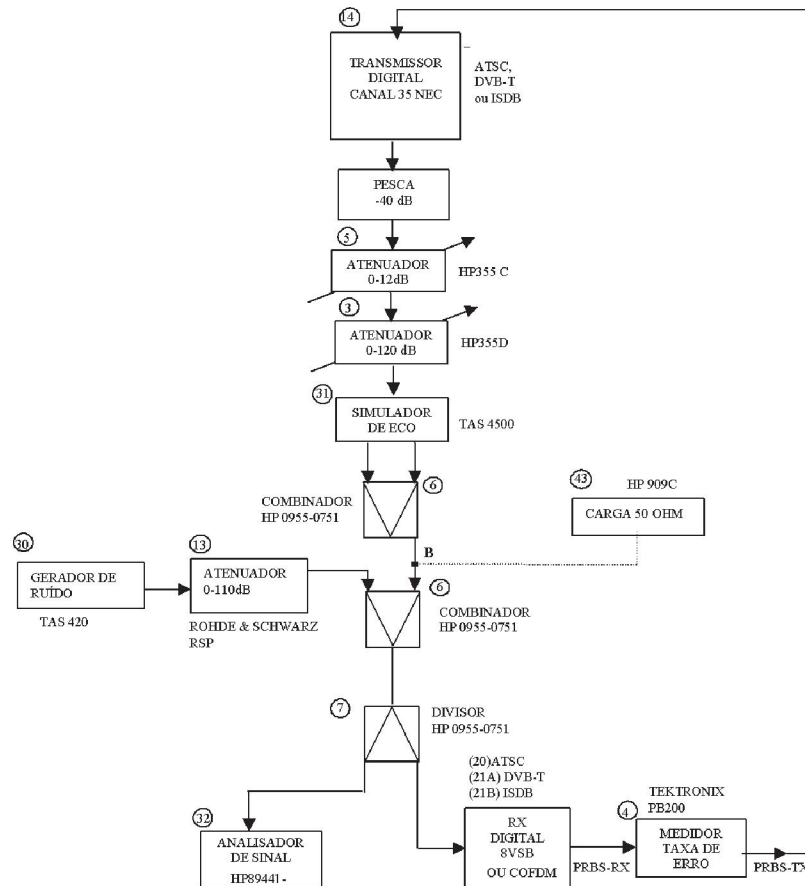 14
TRANSMISSOR
DIGITAL
CANAL 35 NEC
ATSC,
DVB-T
ou ISDB
PESCA
-40 dB
5
ATENUADOR
0-12dB
HP355 C
3
ATENUADOR
0-120 dB
HP355D
31
SIMULADOR
DE ECO
TAS 4500
6
COMBINADOR
HP 0955-0751
43
HP 909C
CARGA 50 OHM
B
30
GERADOR DE
RUÍDO
TAS 420
13
ATENUADOR
0-110dB
ROHDE & SCHWARZ
RSP
6
COMBINADOR
HP 0955-0751
7
DIVISOR
HP 0955-0751
(20)ATSC
(21A) DVB-T
(21B) ISDB
32
ANALISADOR
DE SINAL
HP89441-
RX
DIGITAL
8VSB
OU COFDM
PRBS-RX
TEKTRONIX
PB200
4
MEDIDOR
TAXA DE
ERRO
PRBS-TX